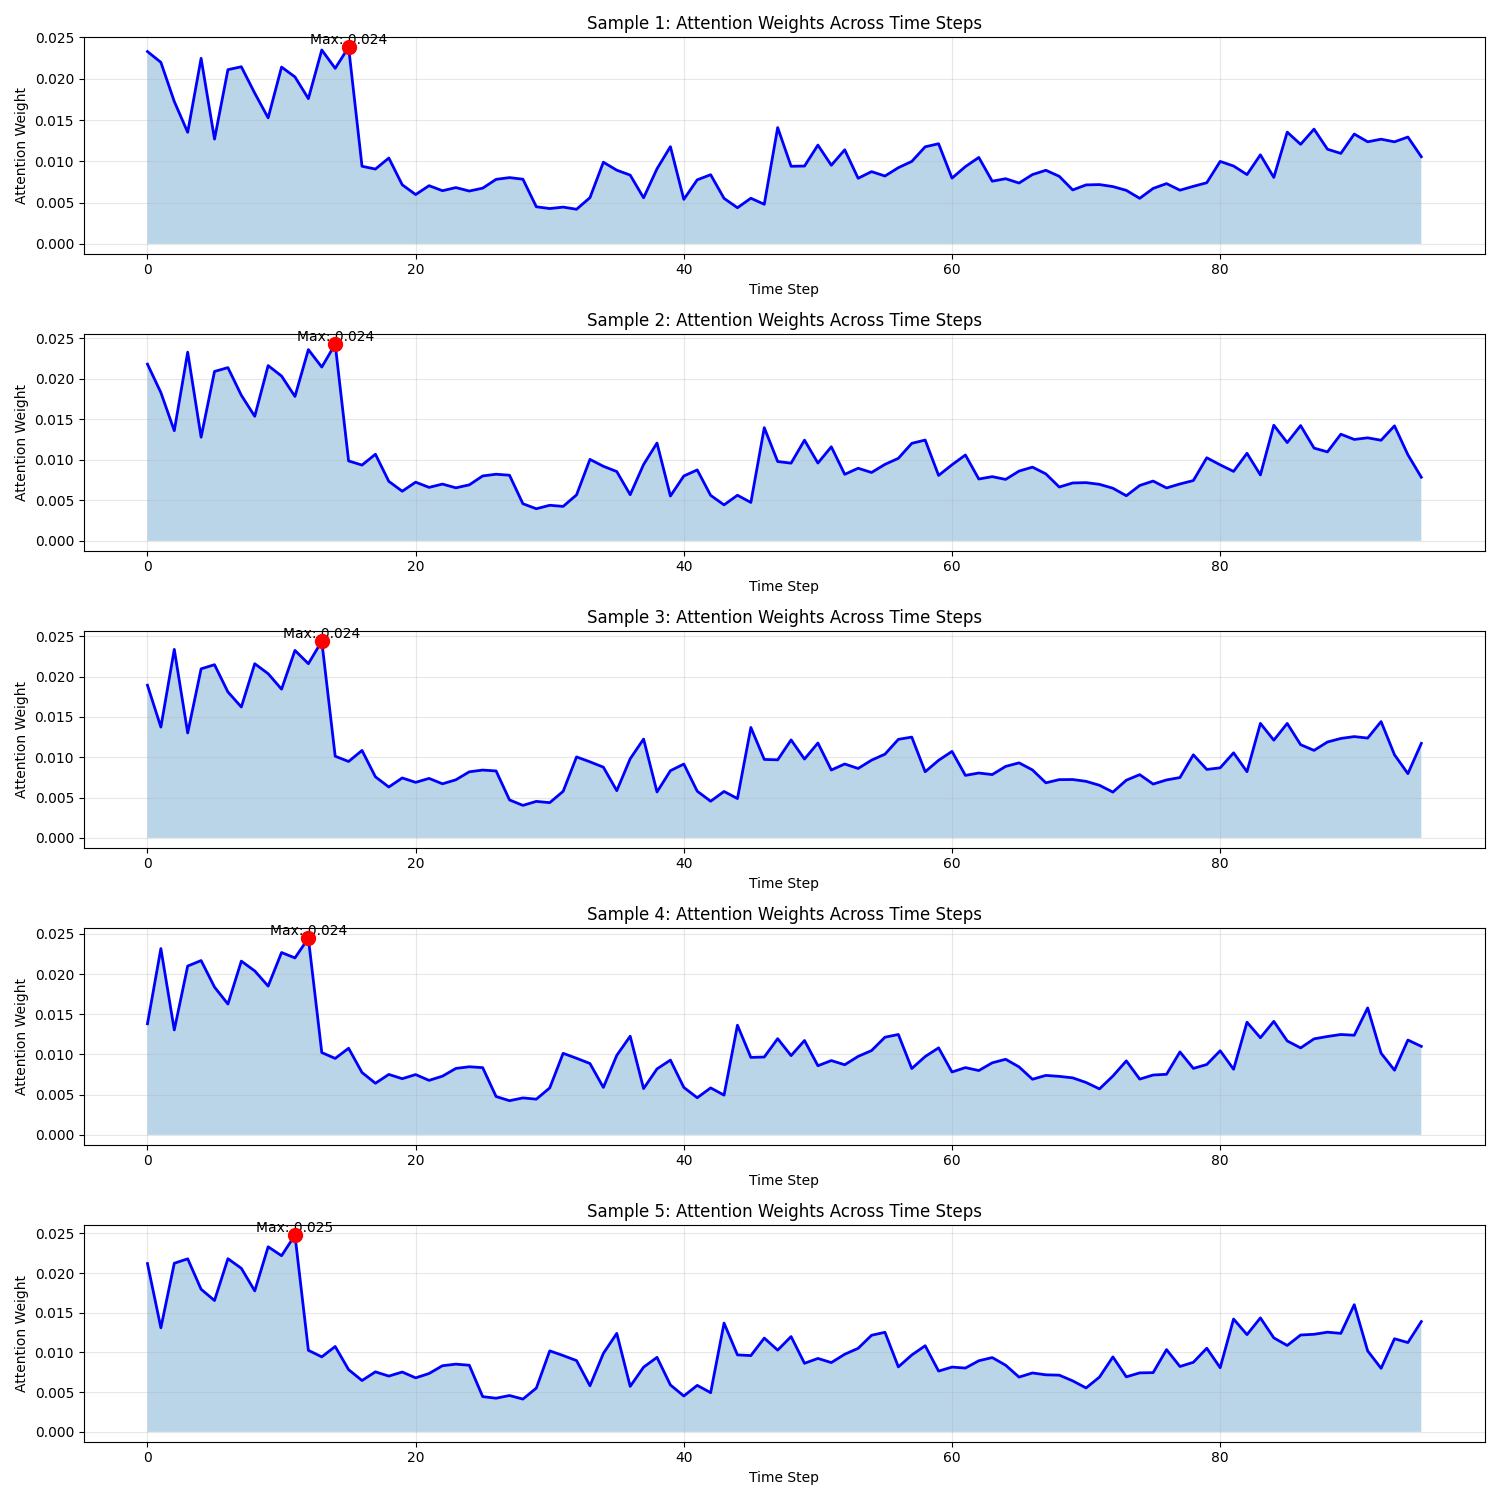 Sample 1: Attention Weights Across Time Steps
Max: 0.024
0.025
0.020
0.015
0.010
0.005
0.000
Attention Weight
0 20 40 60 80
Time Step
Sample 2: Attention Weights Across Time Steps
Max: 0.024
0.025
0.020
0.015
0.010
0.005
0.000
Attention Weight
0 20 40 60 80
Time Step
Sample 3: Attention Weights Across Time Steps
Max: 0.024
0.025
0.020
0.015
0.010
0.005
0.000
Attention Weight
0 20 40 60 80
Time Step
Sample 4: Attention Weights Across Time Steps
Max: 0.024
0.025
0.020
0.015
0.010
0.005
0.000
Attention Weight
0 20 40 60 80
Time Step
Sample 5: Attention Weights Across Time Steps
Max: 0.025
0.025
0.020
0.015
0.010
0.005
0.000
Attention Weight
0 20 40 60 80
Time Step